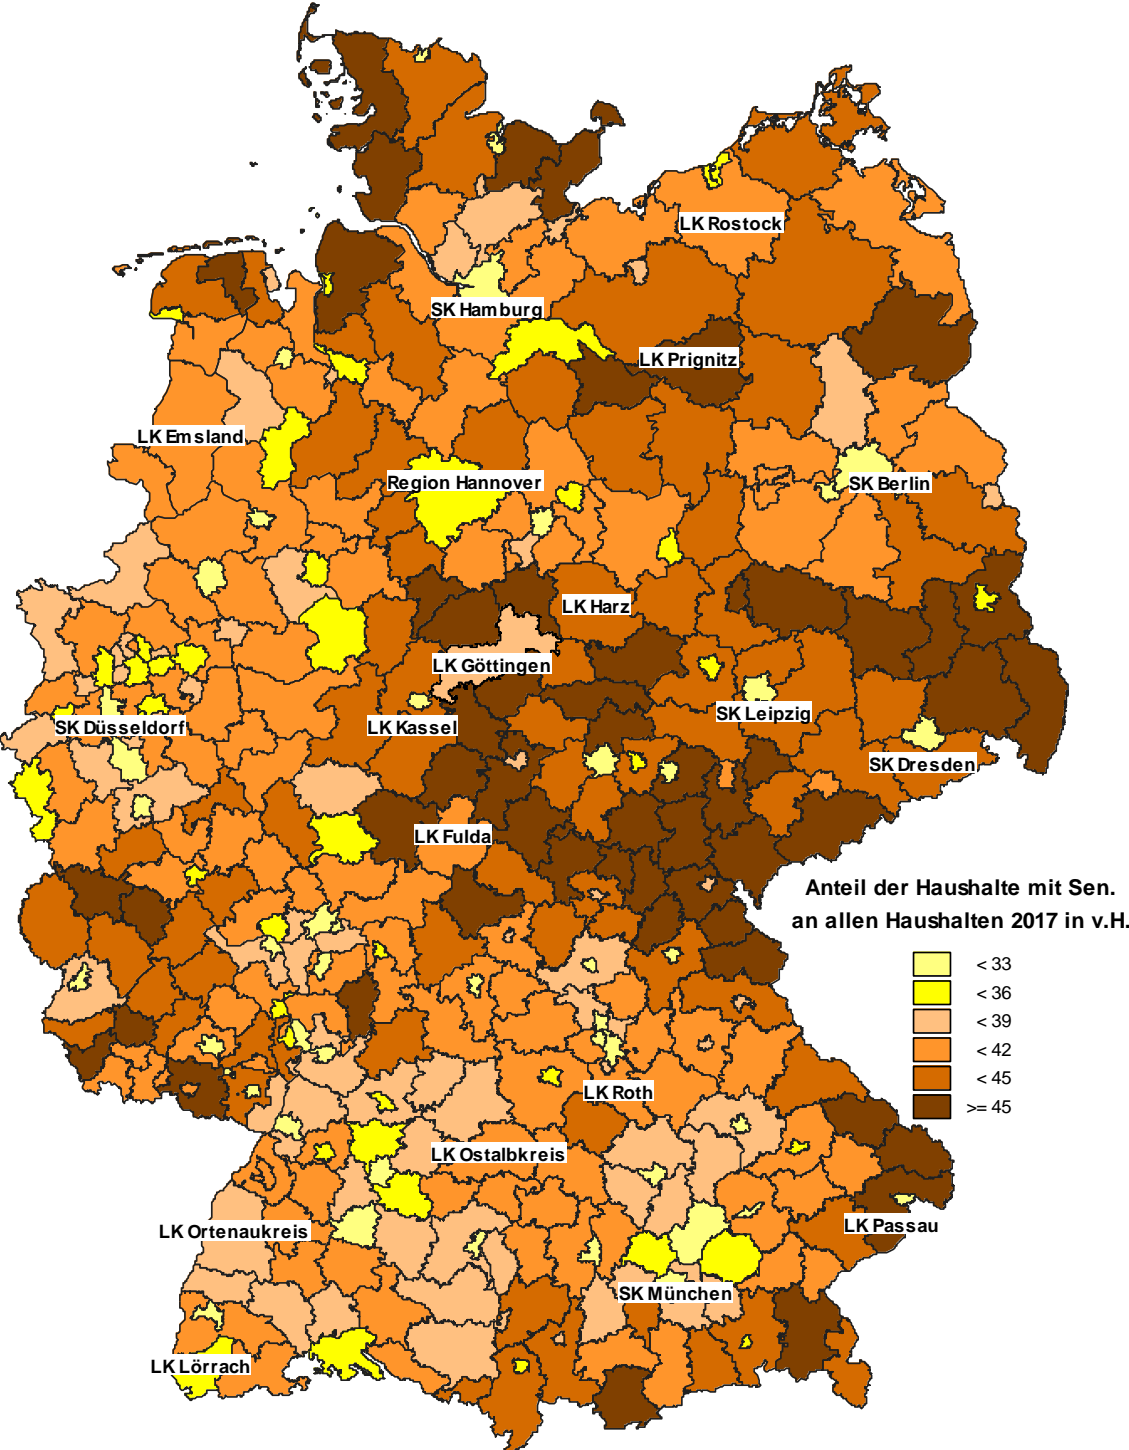 LK Rostock
SK Hamburg
LK Prignitz
LK Emsland
Region Hannover
SK Berlin
LK Harz
LK Göttingen
SK Leipzig
SK Düsseldorf
LK Kassel
SK Dresden
LK Fulda
Anteil der Haushalte mit Sen.
an allen Haushalten 2017 in v.H.
< 33
< 36
< 39
< 42
< 45
>= 45
LK Roth
LK Ostalbkreis
LK Ortenaukreis
LK Passau
SK München
LK Lörrach